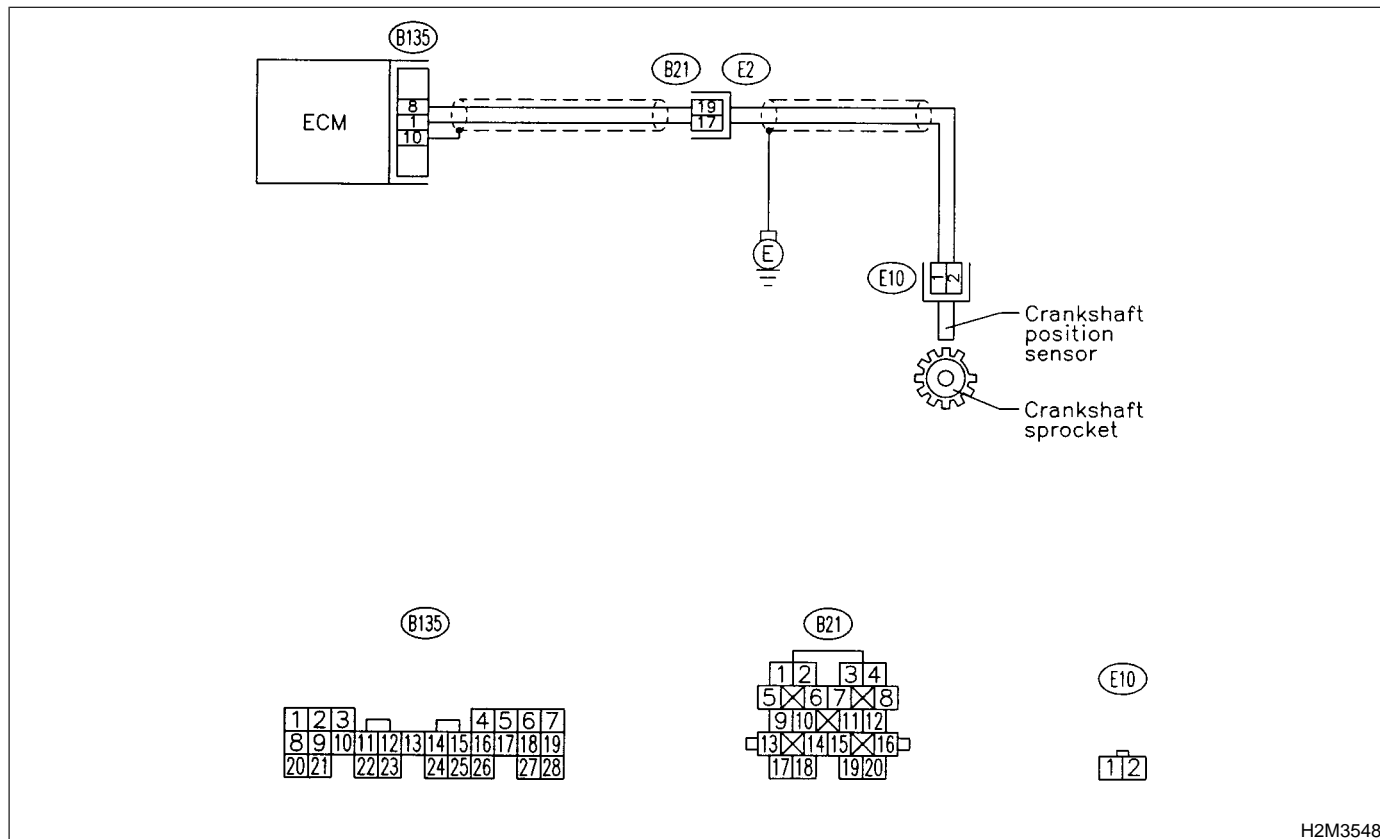 B135
B21 E2
ECM
8
1
10
19
17
E
E10
1 2
Crankshaft
position
sensor
Crankshaft
sprocket
B135
1 2 3 4 5 6 7
8 9 10 11 12 13 14 15 16 17 18 19
20 21 22 23 24 25 26 27 28
B21
1 2 3 4
5 6 7 8
9 10 11 12
13 14 15 16
17 18 19 20
E10
1 2
H2M3548